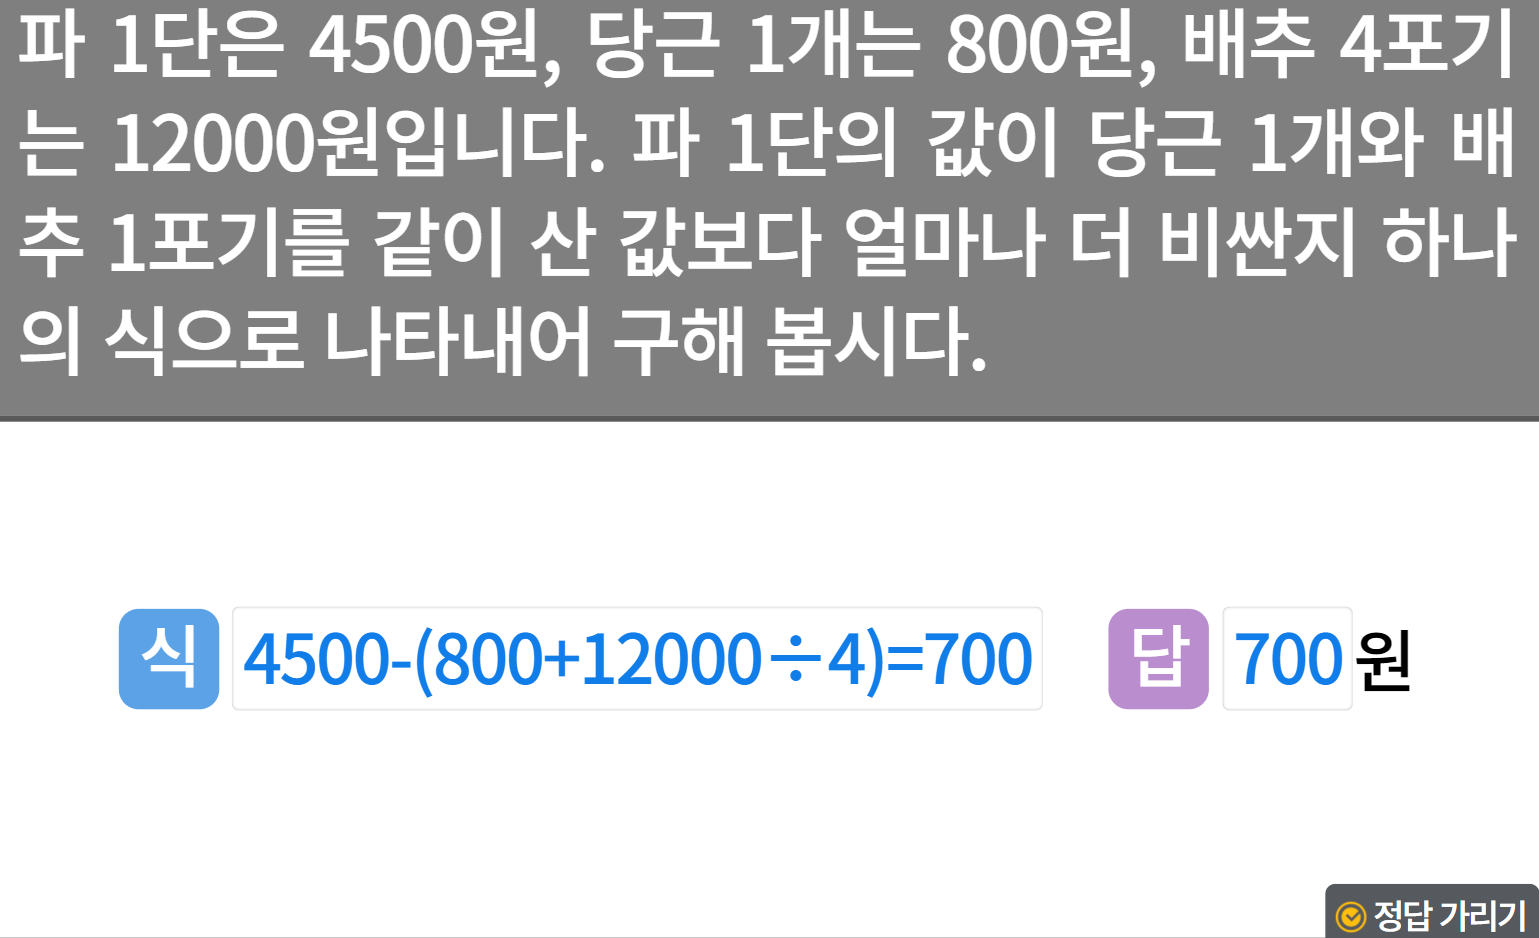 파 1단은 4500원, 당근 1개는 800원, 배추 4포기
는 12000원입니다. 파 1단의 값이 당근 1개와 배
추 1포기를 같이 산 값보다 얼마나 더 비싼지 하나
의 식으로 나타내어 구해 봅시다.
식 4500-(800+12000÷4)=700 답 700원
정답 가리기